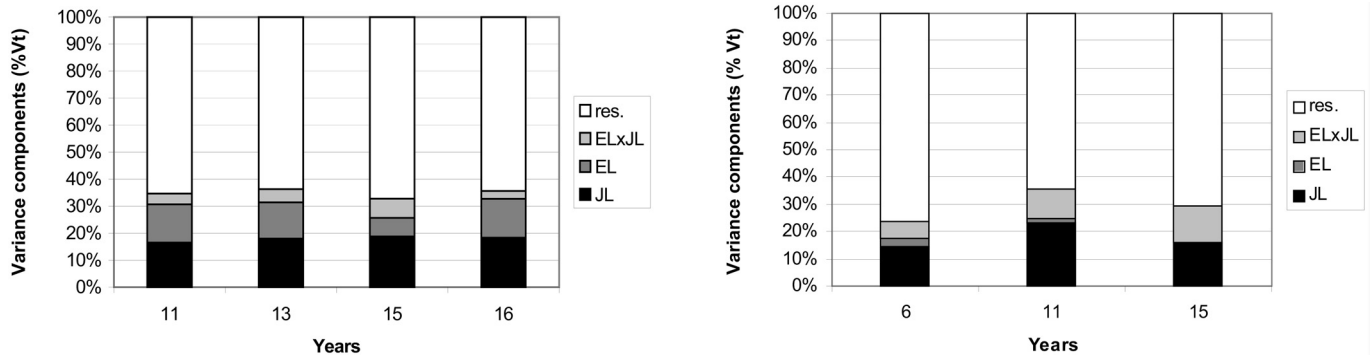 Variance components (%Vt)
100%
90%
80%
70%
60%
50%
40%
30%
20%
10%
0%
11 13 15 16
Years
res.
ELxJL
EL
JL
Variance components (% Vt)
100%
90%
80%
70%
60%
50%
40%
30%
20%
10%
0%
6 11 15
Years
res.
ELxJL
EL
JL